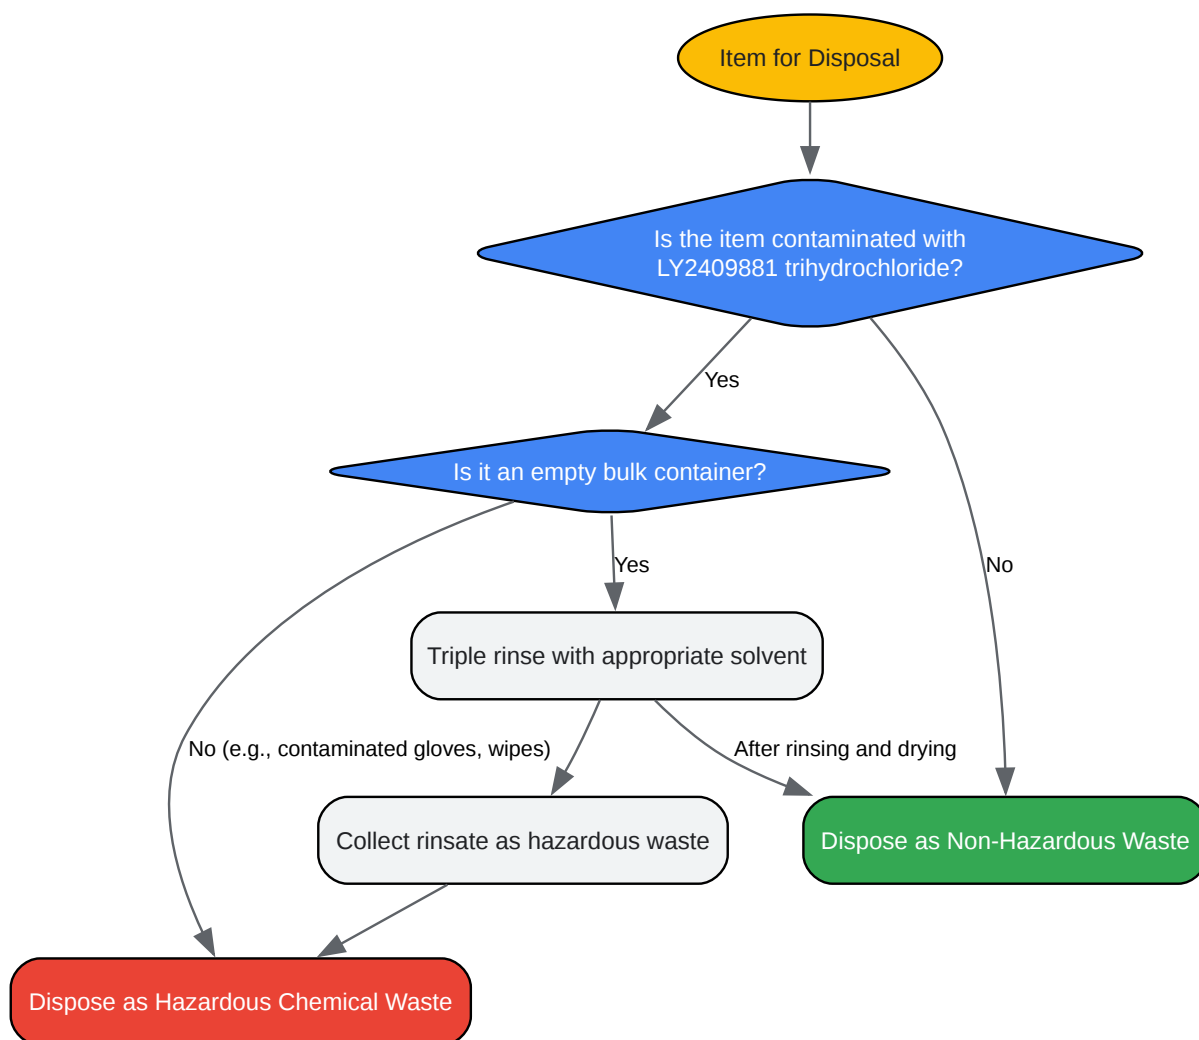 Item for Disposal
Is the item contaminated with
LY2409881 trihydrochloride?
Yes
Is it an empty bulk container?
Yes
No
Triple rinse with appropriate solvent
No (e.g., contaminated gloves, wipes)
After rinsing and drying
Collect rinsate as hazardous waste
Dispose as Non-Hazardous Waste
Dispose as Hazardous Chemical Waste